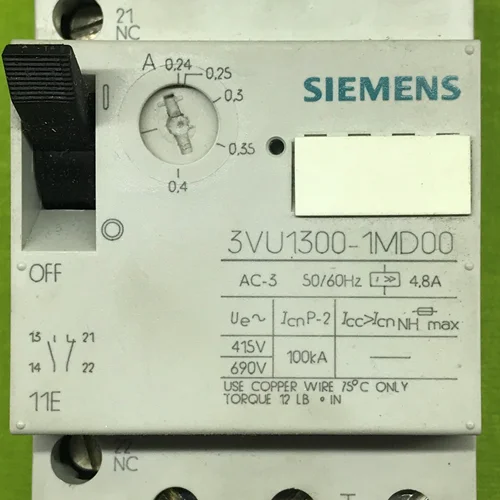 21
NC
A 0,24
0,25
0,3
0,35
0,4
SIEMENS
I
O
3VU1300-1MD00
OFF
AC-3 50/60Hz I>> 4,8A
Ue~ IcnP-2 Icc>Icn NH max
415V
690V
100kA
13 21
14 22
11E
USE COPPER WIRE 75°C ONLY
TORQUE 12 LB • IN
22
NC